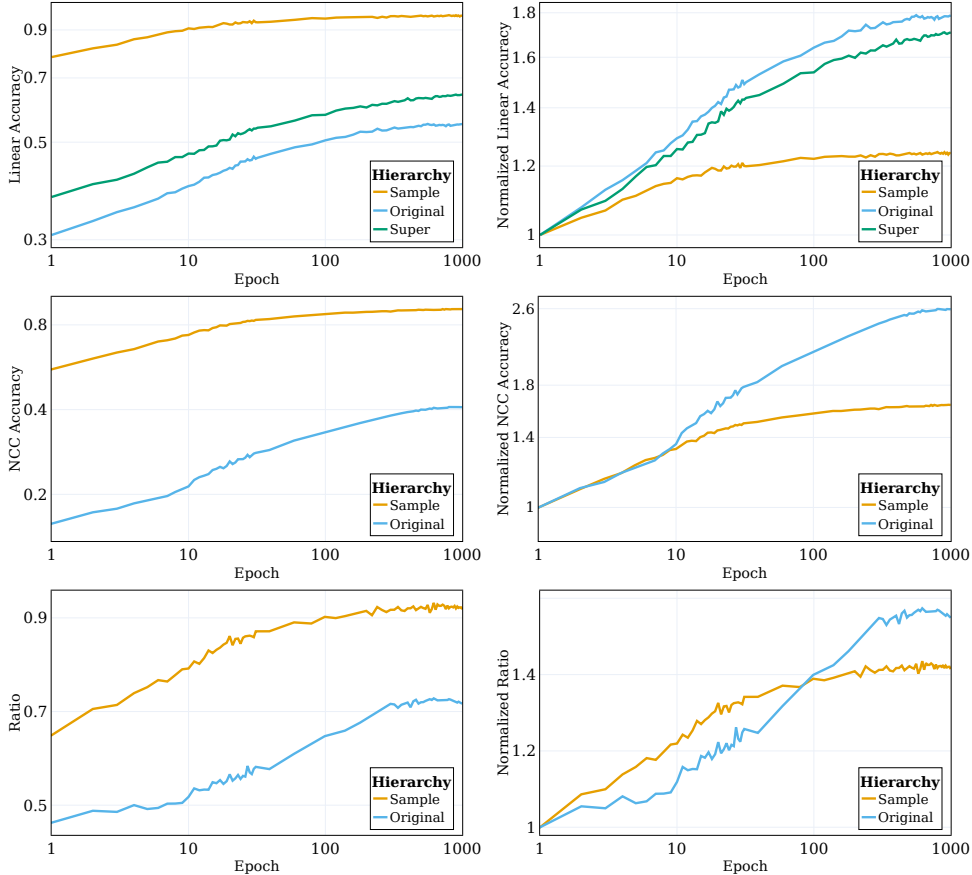 Linear Accuracy
0.9
0.7
0.5
0.3
1
10
100
1000
Epoch
Hierarchy
Sample
Original
Super
Normalized Linear Accuracy
1.8
1.6
1.4
1.2
1
1
10
100
1000
Epoch
Hierarchy
Sample
Original
Super
NCC Accuracy
0.8
0.4
0.2
1
10
100
1000
Epoch
Hierarchy
Sample
Original
Normalized NCC Accuracy
2.6
1.8
1.4
1
1
10
100
1000
Epoch
Hierarchy
Sample
Original
Ratio
0.9
0.7
0.5
1
10
100
1000
Epoch
Hierarchy
Sample
Original
Normalized Ratio
1.4
1.2
1
1
10
100
1000
Epoch
Hierarchy
Sample
Original